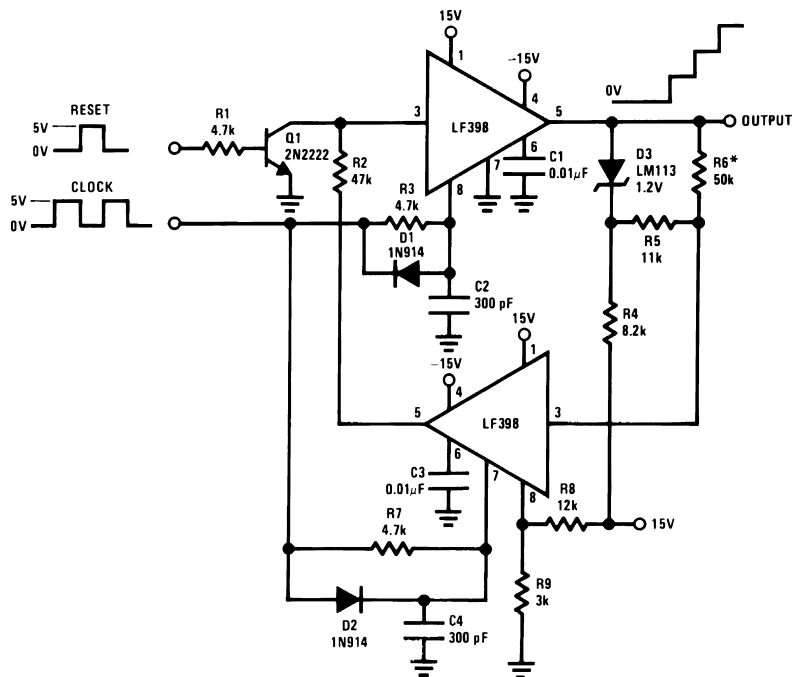 15V
1
−15V
4
0V
RESET
5V
0V
R1
4.7k
Q1
2N2222
3
LF398
5
OUTPUT
6
7
8
C1
0.01μF
D3
LM113
1.2V
R6*
50k
R2
47k
CLOCK
5V
0V
R3
4.7k
D1
1N914
R5
11k
C2
300 pF
R4
8.2k
15V
1
−15V
4
5
LF398
3
6
7
8
C3
0.01μF
R8
12k
15V
R7
4.7k
R9
3k
D2
1N914
C4
300 pF